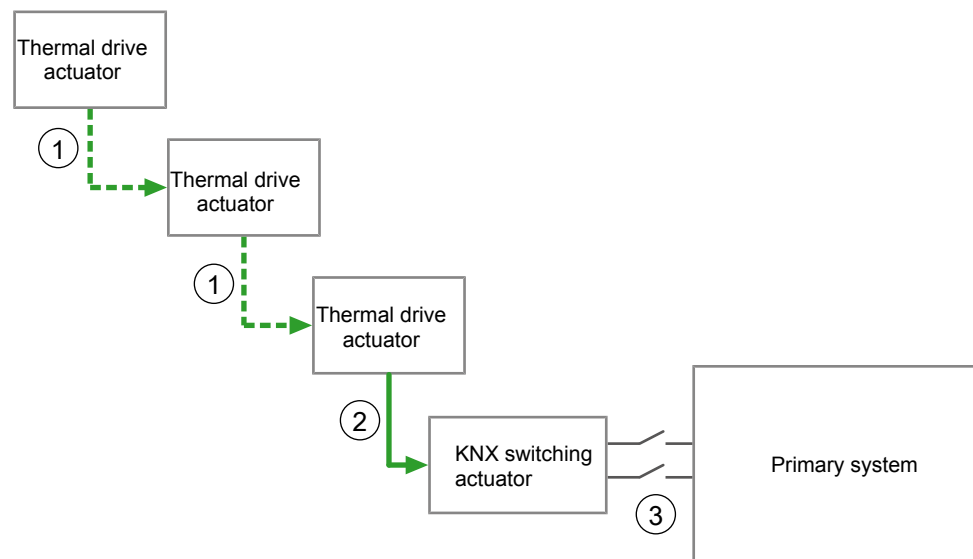 Thermal drive
actuator
1
Thermal drive
actuator
1
Thermal drive
actuator
2
KNX switching
actuator
Primary system
3